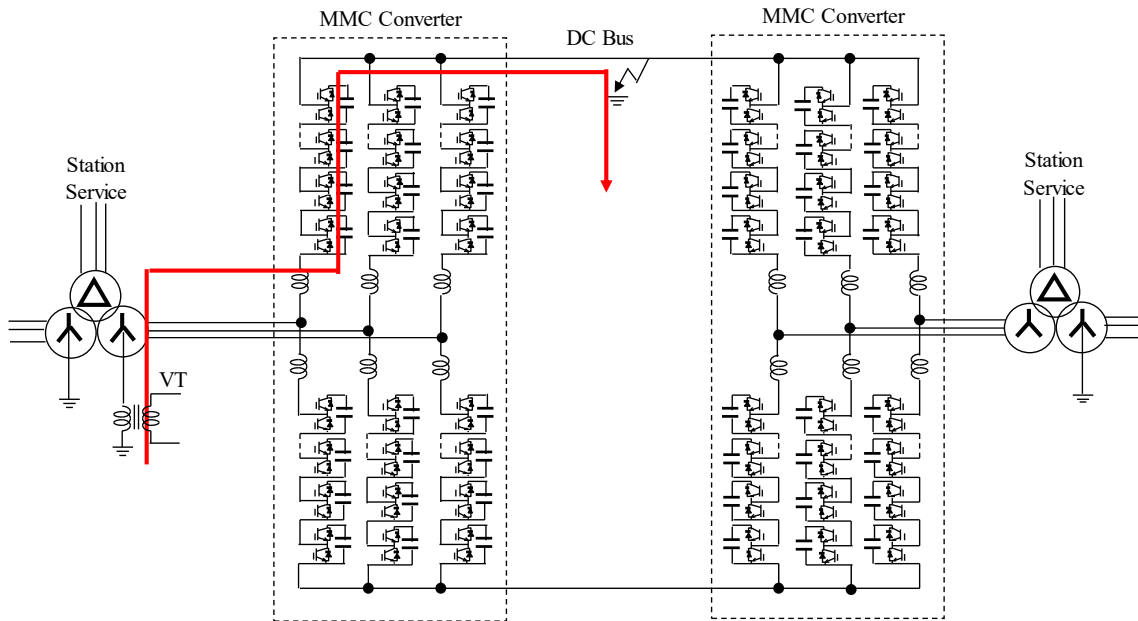 MMC Converter
DC Bus
MMC Converter
Station
Service
Station
Service
VT